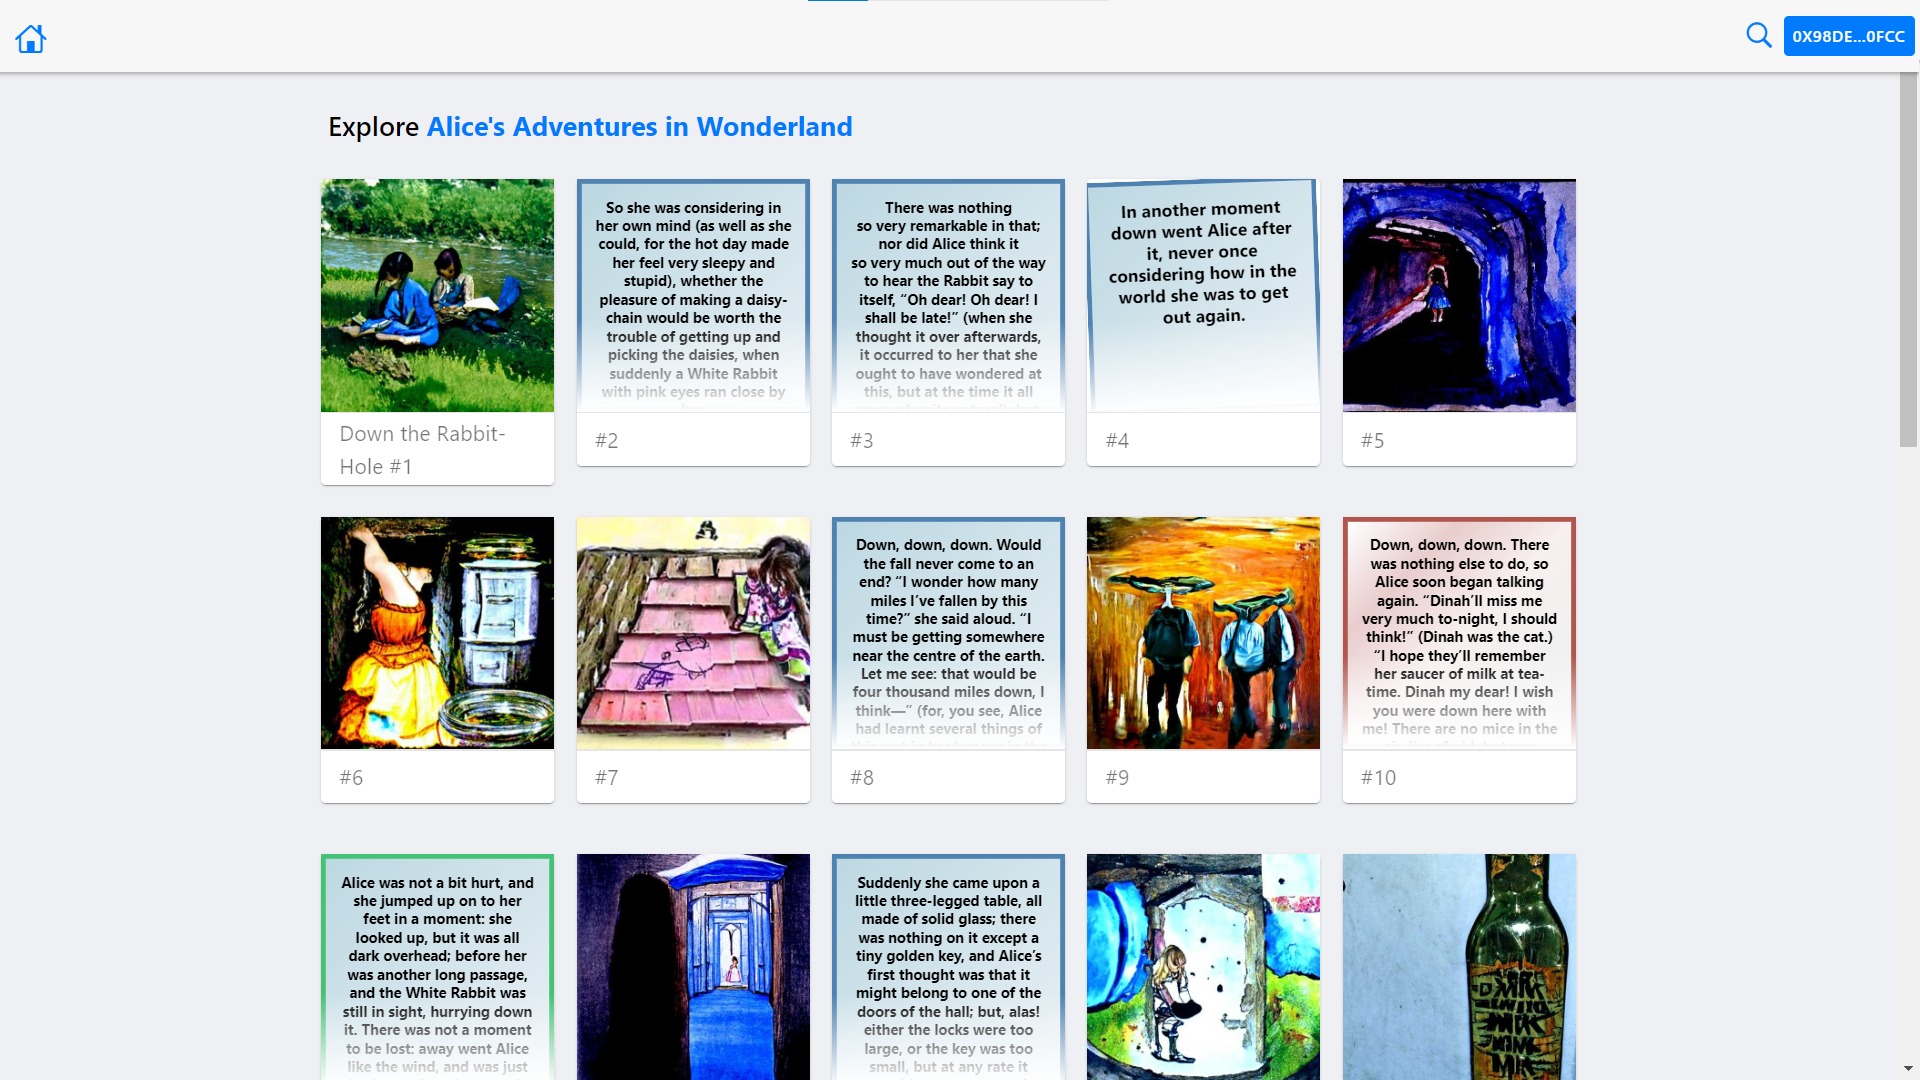 0X98DE...0FCC
Explore Alice's Adventures in Wonderland
So she was considering in
her own mind (as well as she
could, for the hot day made
her feel very sleepy and
stupid), whether the
pleasure of making a daisy-
chain would be worth the
trouble of getting up and
picking the daisies, when
suddenly a White Rabbit
with pink eyes ran close by
There was nothing
so very remarkable in that;
nor did Alice think it
so very much out of the way
to hear the Rabbit say to
itself, “Oh dear! Oh dear! I
shall be late!” (when she
thought it over afterwards,
it occurred to her that she
ought to have wondered at
this, but at the time it all
In another moment
down went Alice after
it, never once
considering how in the
world she was to get
out again.
Down the Rabbit-
Hole #1
#2
#3
#4
#5
Down, down, down. Would
the fall never come to an
end? “I wonder how many
miles I’ve fallen by this
time?” she said aloud. “I
must be getting somewhere
near the centre of the earth.
Let me see: that would be
four thousand miles down, I
think—” (for, you see, Alice
had learnt several things of
Down, down, down. There
was nothing else to do, so
Alice soon began talking
again. “Dinah’ll miss me
very much to-night, I should
think!” (Dinah was the cat.)
“I hope they’ll remember
her saucer of milk at tea-
time. Dinah my dear! I wish
you were down here with
me! There are no mice in the
#6
#7
#8
#9
#10
Alice was not a bit hurt, and
she jumped up on to her
feet in a moment: she
looked up, but it was all
dark overhead; before her
was another long passage,
and the White Rabbit was
still in sight, hurrying down
it. There was not a moment
to be lost: away went Alice
like the wind, and was just
Suddenly she came upon a
little three-legged table, all
made of solid glass; there
was nothing on it except a
tiny golden key, and Alice’s
first thought was that it
might belong to one of the
doors of the hall; but, alas!
either the locks were too
large, or the key was too
small, but at any rate it